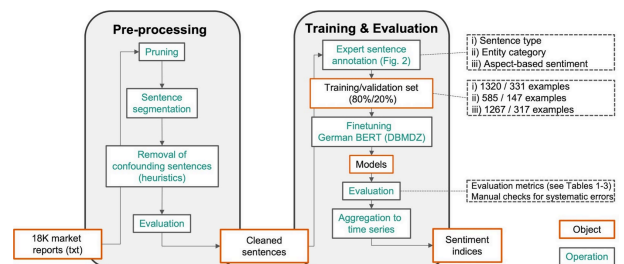 Pre-processing
Pruning
Sentence
segmentation
Removal of
confounding sentences
(heuristics)
Evaluation
18K market
reports (txt)
Cleaned
sentences
Training & Evaluation
Expert sentence
annotation (Fig. 2)
Training/validation set
(80%/20%)
Finetuning
German BERT (DBMDZ)
Models
Evaluation
Aggregation to
time series
Sentiment
indices
i) Sentence type
ii) Entity category
iii) Aspect-based sentiment
i) 1320 / 331 examples
ii) 585 / 147 examples
iii) 1267 / 317 examples
Evaluation metrics (see Tables 1-3)
Manual checks for systematic errors
Object
Operation